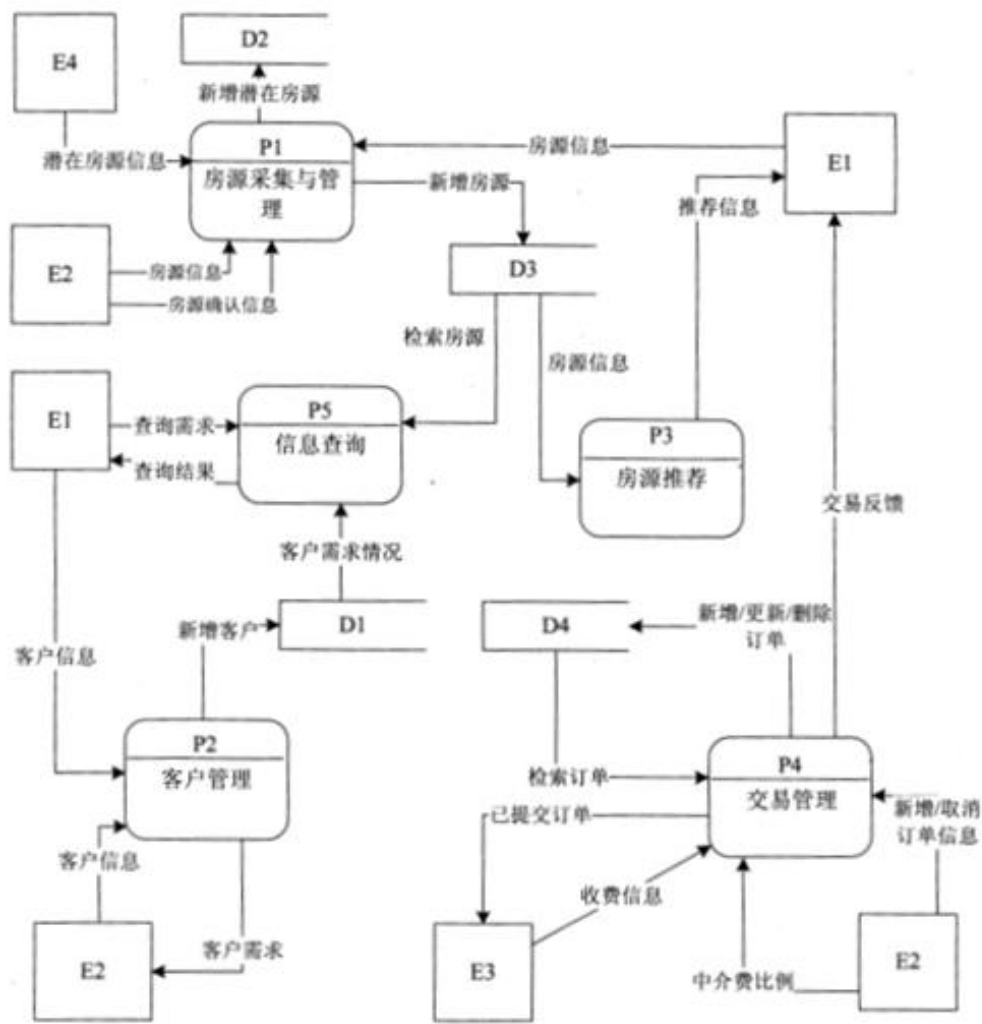 E4
D2
新增潜在房源
P1
房源采集与管
理
潜在房源信息
房源信息
E1
新增房源
推荐信息
E2
房源信息
房源确认信息
D3
检索房源
房源信息
E1
查询需求
查询结果
P5
信息查询
P3
房源推荐
交易反馈
客户需求情况
新增客户
D1
D4
新增/更新/删除
订单
客户信息
P2
客户管理
检索订单
P4
交易管理
已提交订单
新增/取消
订单信息
客户信息
收费信息
E2
客户需求
E3
中介费比例
E2